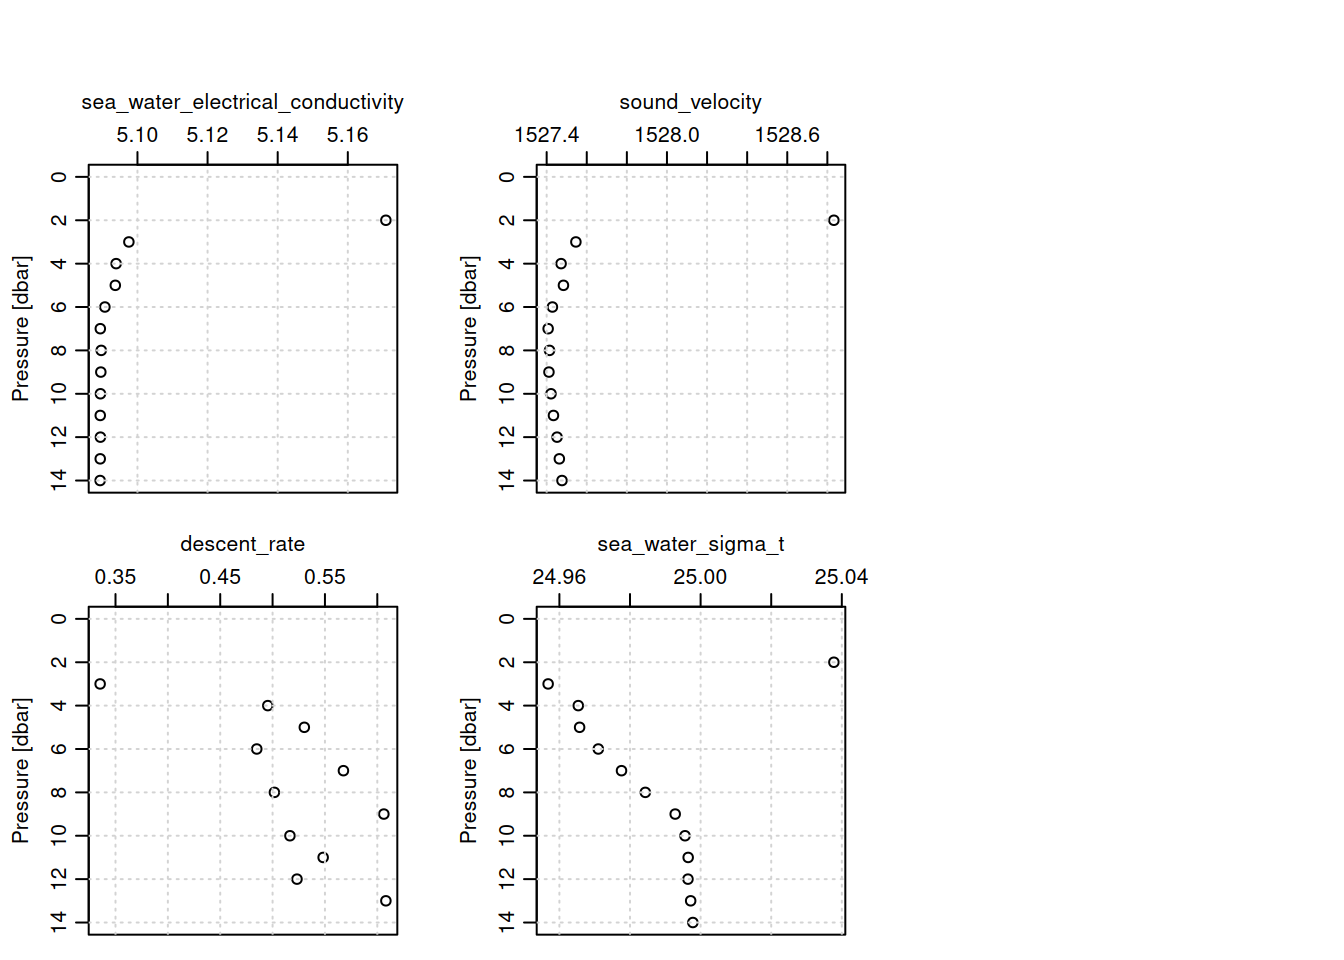 sea_water_electrical_conductivity
5.10 5.12 5.14 5.16
0
2
4
6
8
10
12
14
Pressure [dbar]
sound_velocity
1527.4 1528.0 1528.6
0
2
4
6
8
10
12
14
Pressure [dbar]
descent_rate
0.35 0.45 0.55
0
2
4
6
8
10
12
14
Pressure [dbar]
sea_water_sigma_t
24.96 25.00 25.04
0
2
4
6
8
10
12
14
Pressure [dbar]